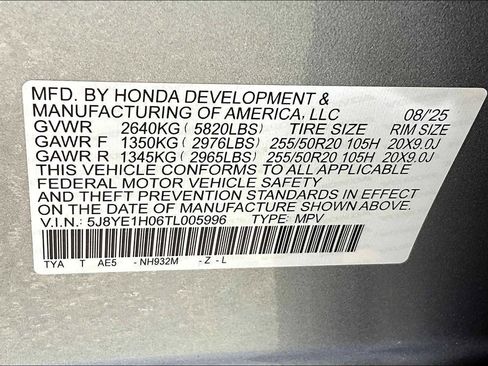 MFD. BY HONDA DEVELOPMENT &
MANUFACTURING OF AMERICA, LLC 08/'25
GVWR 2640KG ( 5820LBS) TIRE SIZE RIM SIZE
GAWR F 1350KG ( 2976LBS) 255/50R20 105H 20X9.0J
GAWR R 1345KG ( 2965LBS) 255/50R20 105H 20X9.0J
THIS VEHICLE CONFORMS TO ALL APPLICABLE
FEDERAL MOTOR VEHICLE SAFETY
AND THEFT PREVENTION STANDARDS IN EFFECT
ON THE DATE OF MANUFACTURE SHOWN ABOVE.
V.I.N.: 5J8YE1H06TL005996 TYPE: MPV
TYA T AE5 - NH932M - Z - L